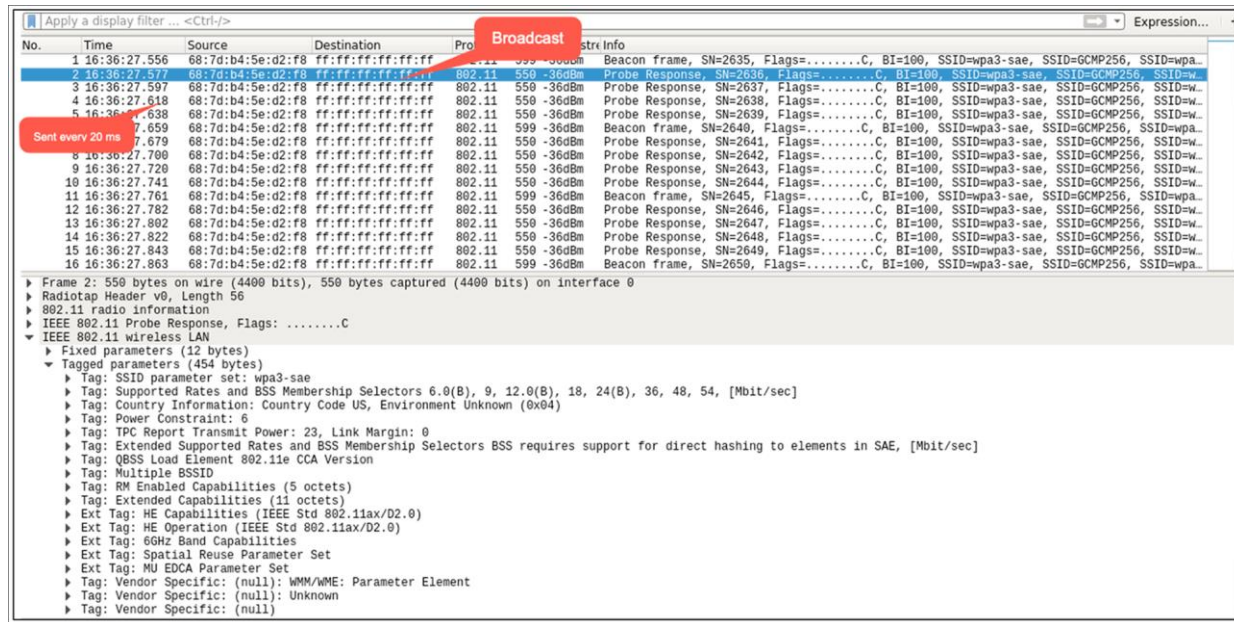 Apply a display filter ... <Ctrl-/> Expression...
Broadcast
No. Time Source Destination Info
1 16:36:27.556 68:7d:b4:5e:d2:f8 ff:ff:ff:ff:ff:ff 802.11 599 -36dBm Beacon frame, SN=2635, Flags=........C, BI=100, SSID=wpa3-sae, SSID=GCMP256, SSID=wpa…
2 16:36:27.577 68:7d:b4:5e:d2:f8 ff:ff:ff:ff:ff:ff 802.11 550 -36dBm Probe Response, SN=2636, Flags=........C, BI=100, SSID=wpa3-sae, SSID=GCMP256, SSID=w…
3 16:36:27.597 68:7d:b4:5e:d2:f8 ff:ff:ff:ff:ff:ff 802.11 550 -36dBm Probe Response, SN=2637, Flags=........C, BI=100, SSID=wpa3-sae, SSID=GCMP256, SSID=w…
4 16:36:27.618 68:7d:b4:5e:d2:f8 ff:ff:ff:ff:ff:ff 802.11 550 -36dBm Probe Response, SN=2638, Flags=........C, BI=100, SSID=wpa3-sae, SSID=GCMP256, SSID=w…
5 16:36:27.638 68:7d:b4:5e:d2:f8 ff:ff:ff:ff:ff:ff 802.11 550 -36dBm Probe Response, SN=2639, Flags=........C, BI=100, SSID=wpa3-sae, SSID=GCMP256, SSID=w…
Sent every 20 ms
.659 68:7d:b4:5e:d2:f8 ff:ff:ff:ff:ff:ff 802.11 599 -36dBm Beacon frame, SN=2640, Flags=........C, BI=100, SSID=wpa3-sae, SSID=GCMP256, SSID=wpa…
.679 68:7d:b4:5e:d2:f8 ff:ff:ff:ff:ff:ff 802.11 550 -36dBm Probe Response, SN=2641, Flags=........C, BI=100, SSID=wpa3-sae, SSID=GCMP256, SSID=w…
8 16:36:27.700 68:7d:b4:5e:d2:f8 ff:ff:ff:ff:ff:ff 802.11 550 -36dBm Probe Response, SN=2642, Flags=........C, BI=100, SSID=wpa3-sae, SSID=GCMP256, SSID=w…
9 16:36:27.720 68:7d:b4:5e:d2:f8 ff:ff:ff:ff:ff:ff 802.11 550 -36dBm Probe Response, SN=2643, Flags=........C, BI=100, SSID=wpa3-sae, SSID=GCMP256, SSID=w…
10 16:36:27.741 68:7d:b4:5e:d2:f8 ff:ff:ff:ff:ff:ff 802.11 550 -36dBm Probe Response, SN=2644, Flags=........C, BI=100, SSID=wpa3-sae, SSID=GCMP256, SSID=w…
11 16:36:27.761 68:7d:b4:5e:d2:f8 ff:ff:ff:ff:ff:ff 802.11 599 -36dBm Beacon frame, SN=2645, Flags=........C, BI=100, SSID=wpa3-sae, SSID=GCMP256, SSID=wpa…
12 16:36:27.782 68:7d:b4:5e:d2:f8 ff:ff:ff:ff:ff:ff 802.11 550 -36dBm Probe Response, SN=2646, Flags=........C, BI=100, SSID=wpa3-sae, SSID=GCMP256, SSID=w…
13 16:36:27.802 68:7d:b4:5e:d2:f8 ff:ff:ff:ff:ff:ff 802.11 550 -36dBm Probe Response, SN=2647, Flags=........C, BI=100, SSID=wpa3-sae, SSID=GCMP256, SSID=w…
14 16:36:27.822 68:7d:b4:5e:d2:f8 ff:ff:ff:ff:ff:ff 802.11 550 -36dBm Probe Response, SN=2648, Flags=........C, BI=100, SSID=wpa3-sae, SSID=GCMP256, SSID=w…
15 16:36:27.843 68:7d:b4:5e:d2:f8 ff:ff:ff:ff:ff:ff 802.11 550 -36dBm Probe Response, SN=2649, Flags=........C, BI=100, SSID=wpa3-sae, SSID=GCMP256, SSID=w…
16 16:36:27.863 68:7d:b4:5e:d2:f8 ff:ff:ff:ff:ff:ff 802.11 599 -36dBm Beacon frame, SN=2650, Flags=........C, BI=100, SSID=wpa3-sae, SSID=GCMP256, SSID=wpa…
Frame 2: 550 bytes on wire (4400 bits), 550 bytes captured (4400 bits) on interface 0
Radiotap Header v0, Length 56
802.11 radio information
IEEE 802.11 Probe Response, Flags: ........C
IEEE 802.11 wireless LAN
Fixed parameters (12 bytes)
Tagged parameters (454 bytes)
Tag: SSID parameter set: wpa3-sae
Tag: Supported Rates and BSS Membership Selectors 6.0(B), 9, 12.0(B), 18, 24(B), 36, 48, 54, [Mbit/sec]
Tag: Country Information: Country Code US, Environment Unknown (0x04)
Tag: Power Constraint: 6
Tag: TPC Report Transmit Power: 23, Link Margin: 0
Tag: Extended Supported Rates and BSS Membership Selectors BSS requires support for direct hashing to elements in SAE, [Mbit/sec]
Tag: QBSS Load Element 802.11e CCA Version
Tag: Multiple BSSID
Tag: RM Enabled Capabilities (5 octets)
Tag: Extended Capabilities (11 octets)
Ext Tag: HE Capabilities (IEEE Std 802.11ax/D2.0)
Ext Tag: HE Operation (IEEE Std 802.11ax/D2.0)
Ext Tag: 6GHz Band Capabilities
Ext Tag: Spatial Reuse Parameter Set
Ext Tag: MU EDCA Parameter Set
Tag: Vendor Specific: (null): WMM/WME: Parameter Element
Tag: Vendor Specific: (null): Unknown
Tag: Vendor Specific: (null)